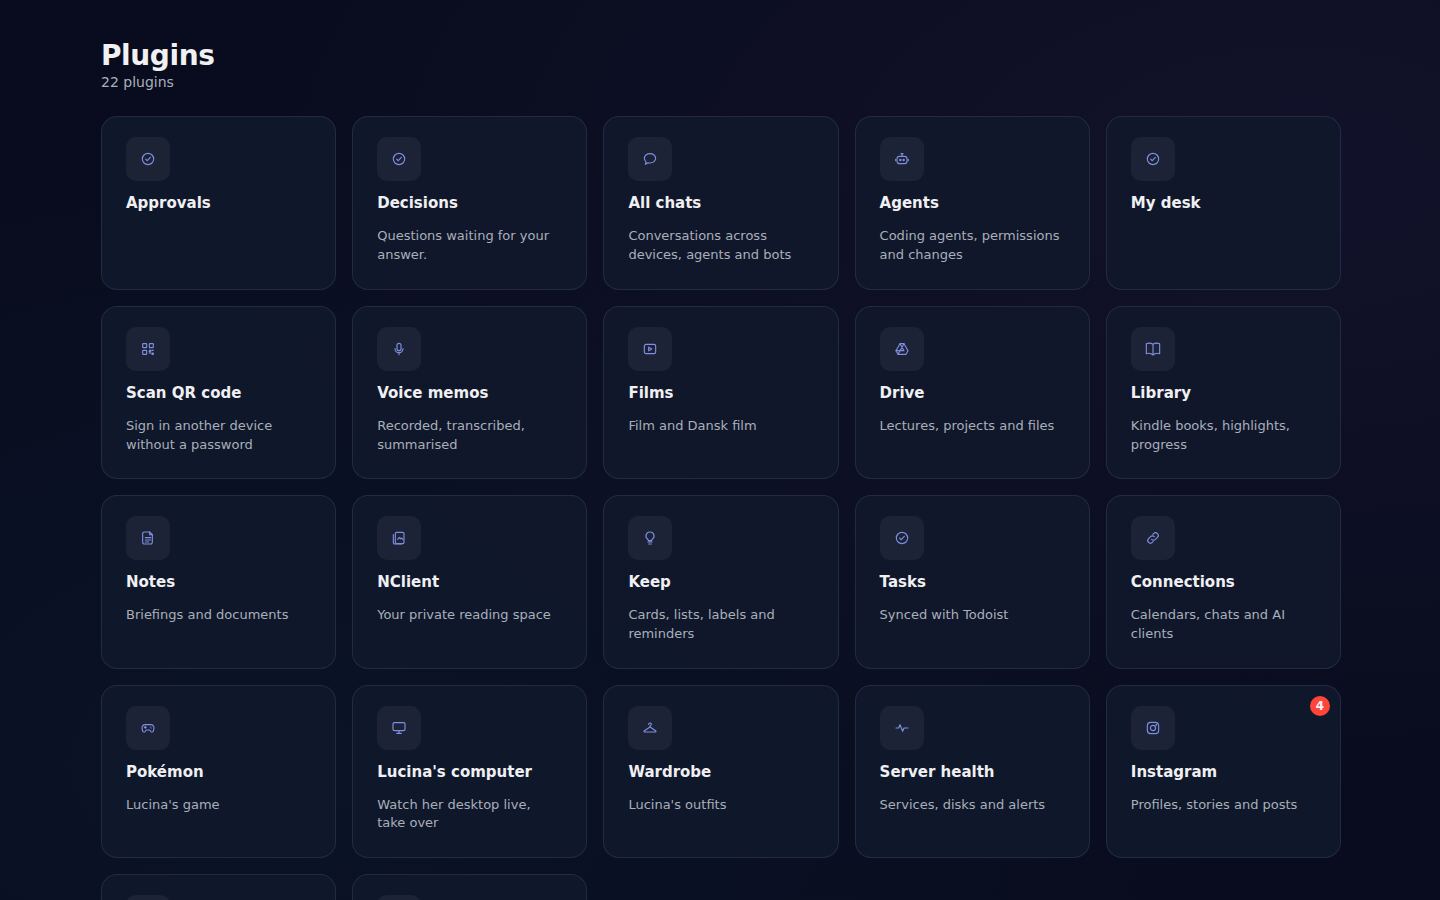 Plugins
22 plugins
Approvals
Decisions
Questions waiting for your
answer.
All chats
Conversations across
devices, agents and bots
Agents
Coding agents, permissions
and changes
My desk
Scan QR code
Sign in another device
without a password
Voice memos
Recorded, transcribed,
summarised
Films
Film and Dansk film
Drive
Lectures, projects and files
Library
Kindle books, highlights,
progress
Notes
Briefings and documents
NClient
Your private reading space
Keep
Cards, lists, labels and
reminders
Tasks
Synced with Todoist
Connections
Calendars, chats and AI
clients
Pokémon
Lucina's game
Lucina's computer
Watch her desktop live,
take over
Wardrobe
Lucina's outfits
Server health
Services, disks and alerts
4
Instagram
Profiles, stories and posts